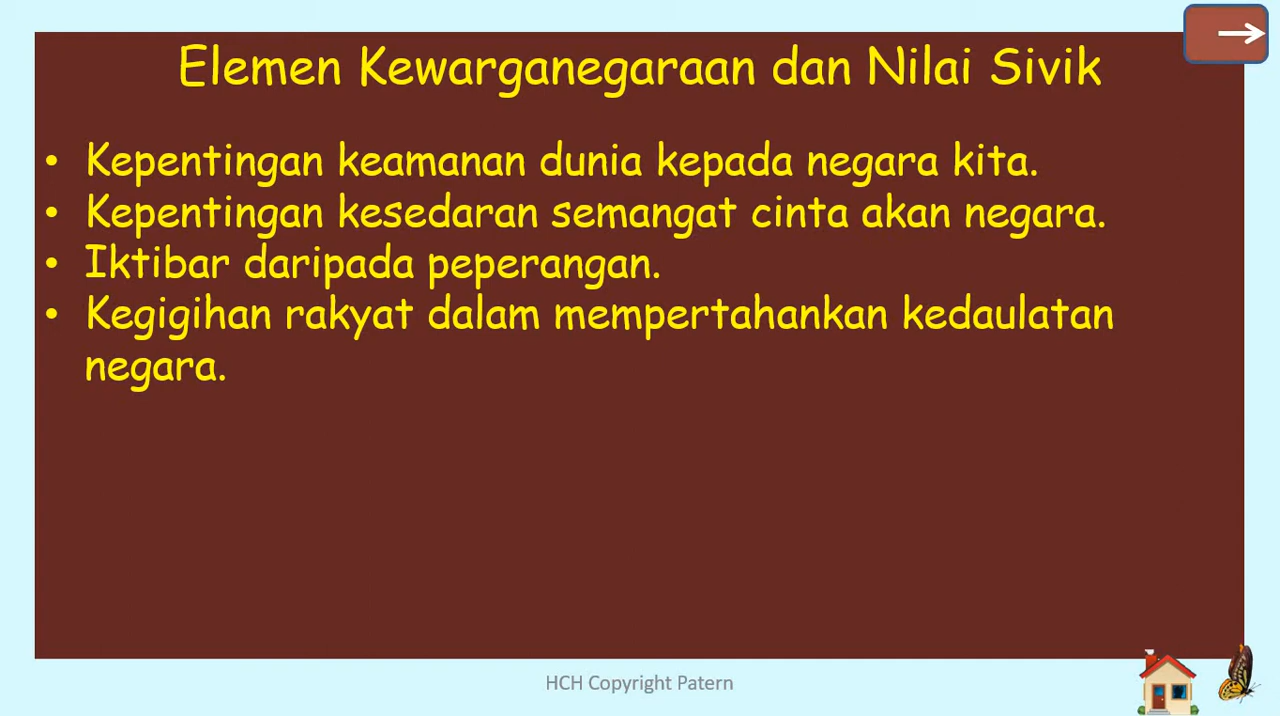 Elemen Kewarganegaraan dan Nilai Sivik
• Kepentingan keamanan dunia kepada negara kita.
• Kepentingan kesedaran semangat cinta akan negara.
• Iktibar daripada peperangan.
• Kegigihan rakyat dalam mempertahankan kedaulatan
negara.
HCH Copyright Patern